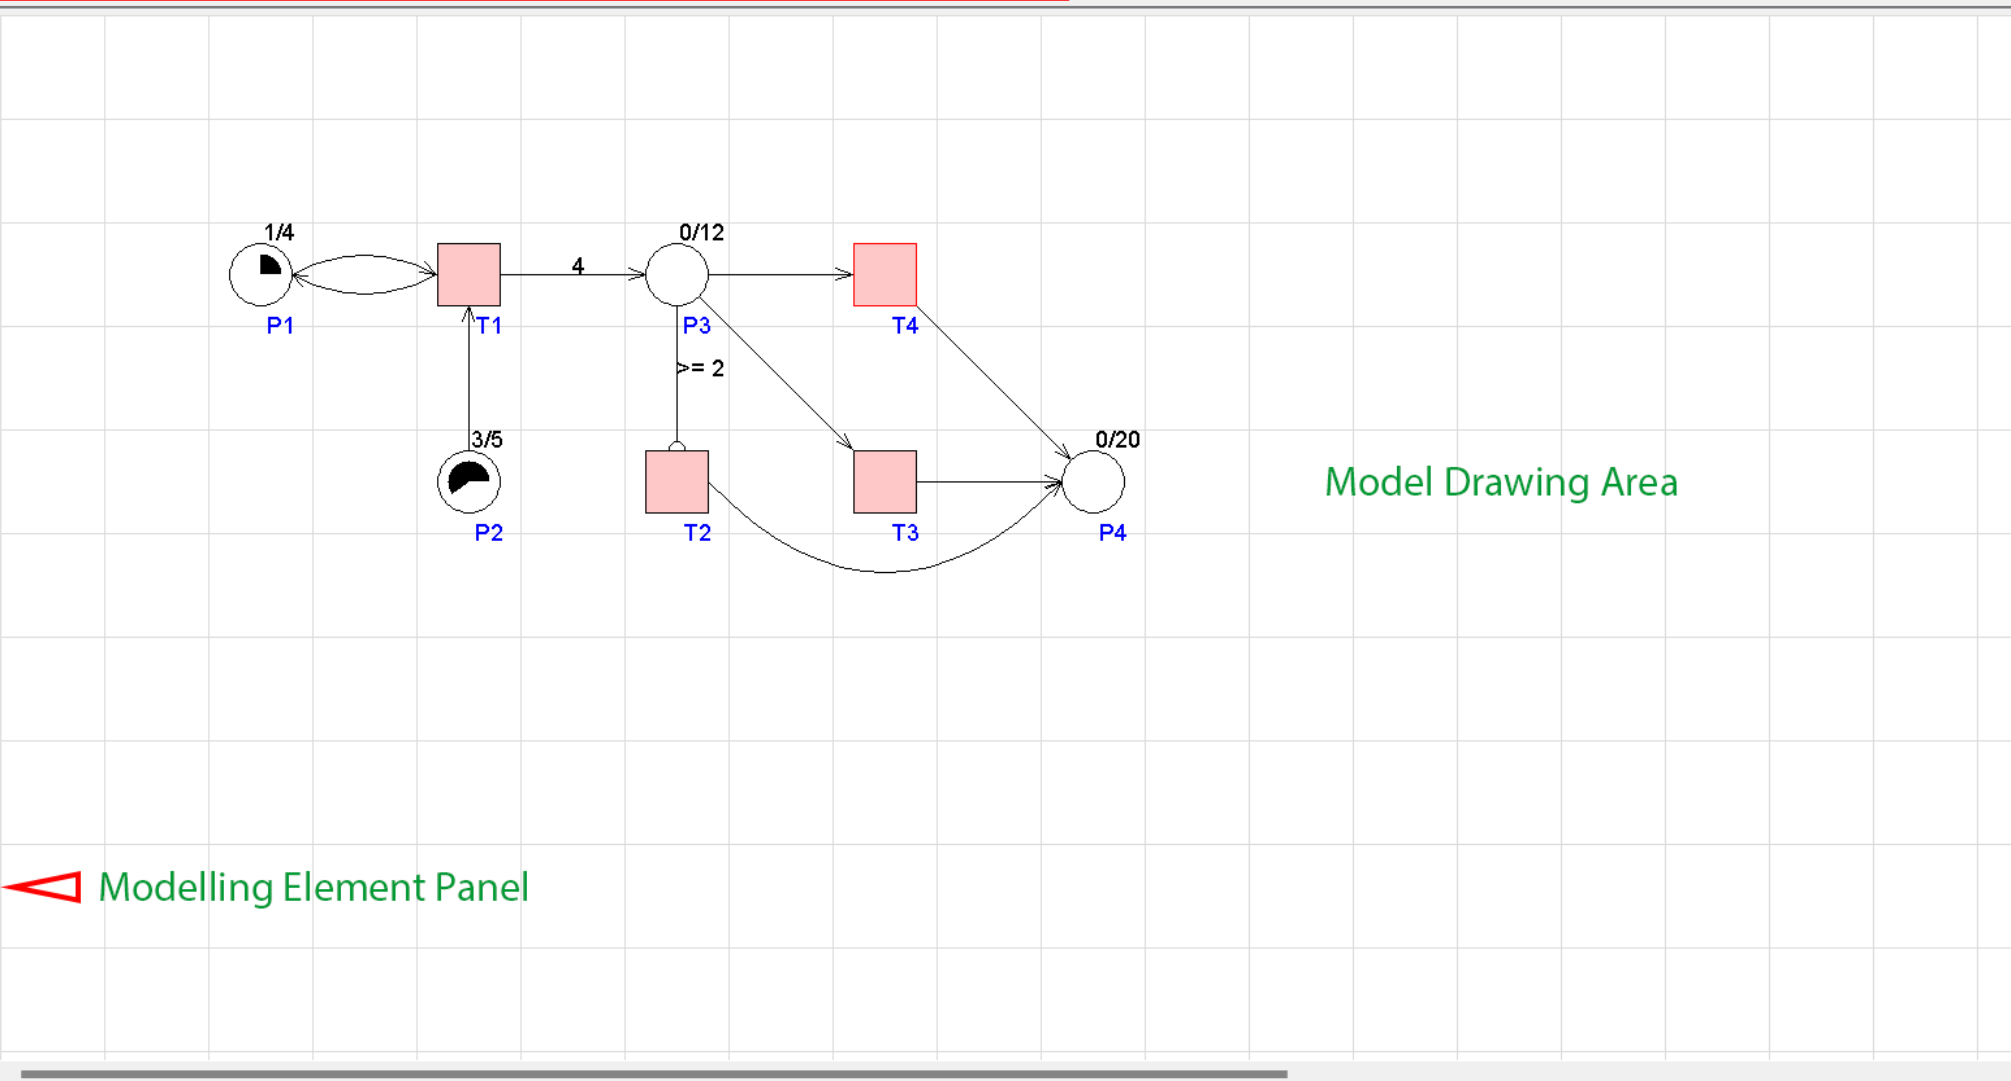 1/4
0/12
4
P1
T1
P3
T4
>= 2
3/5
0/20
Model Drawing Area
P2
T2
T3
P4
Modelling Element Panel